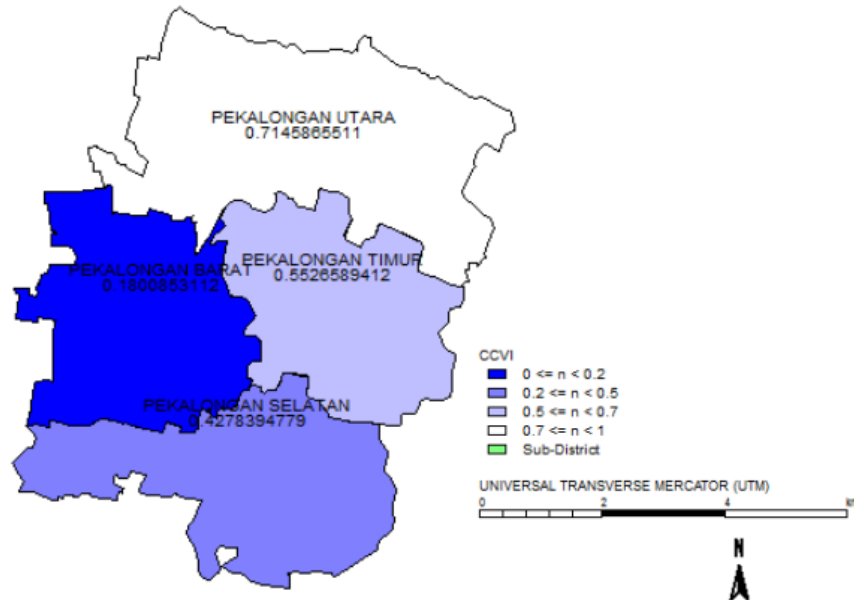 PEKALONGAN UTARA
0.7145865511
PEKALONGAN BARAT
0.1800853112
PEKALONGAN TIMUR
0.5526589412
PEKALONGAN SELATAN
0.4278394779
CCVI
0 <= n < 0.2
0.2 <= n < 0.5
0.5 <= n < 0.7
0.7 <= n < 1
Sub-District
UNIVERSAL TRANSVERSE MERCATOR (UTM)
0 2 4
N